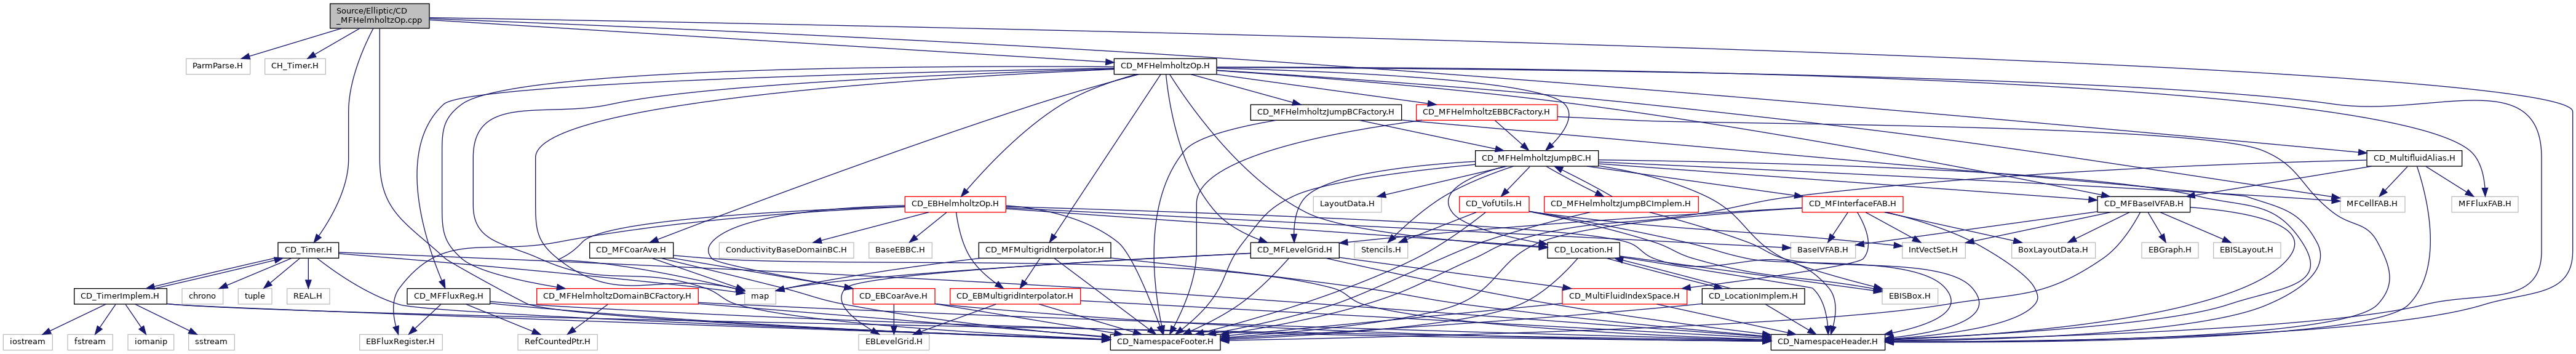 Source/Elliptic/CD
_MFHelmholtzOp.cpp
ParmParse.H
CH_Timer.H
CD_MFHelmholtzOp.H
CD_MFHelmholtzJumpBCFactory.H
CD_MFHelmholtzEBBCFactory.H
CD_MFHelmholtzJumpBC.H
CD_MultifluidAlias.H
LayoutData.H
CD_EBHelmholtzOp.H
CD_VofUtils.H
CD_MFHelmholtzJumpBCImplem.H
CD_MFInterfaceFAB.H
CD_MFBaseIVFAB.H
MFCellFAB.H
MFFluxFAB.H
CD_Timer.H
CD_MFCoarAve.H
ConductivityBaseDomainBC.H
BaseEBBC.H
CD_MFMultigridInterpolator.H
CD_MFLevelGrid.H
Stencils.H
CD_Location.H
BaseIVFAB.H
IntVectSet.H
BoxLayoutData.H
EBGraph.H
EBISLayout.H
CD_TimerImplem.H
chrono
tuple
REAL.H
CD_MFFluxReg.H
CD_MFHelmholtzDomainBCFactory.H
map
CD_EBCoarAve.H
CD_EBMultigridInterpolator.H
CD_MultiFluidIndexSpace.H
CD_LocationImplem.H
EBISBox.H
iostream
fstream
iomanip
sstream
EBFluxRegister.H
RefCountedPtr.H
EBLevelGrid.H
CD_NamespaceFooter.H
CD_NamespaceHeader.H